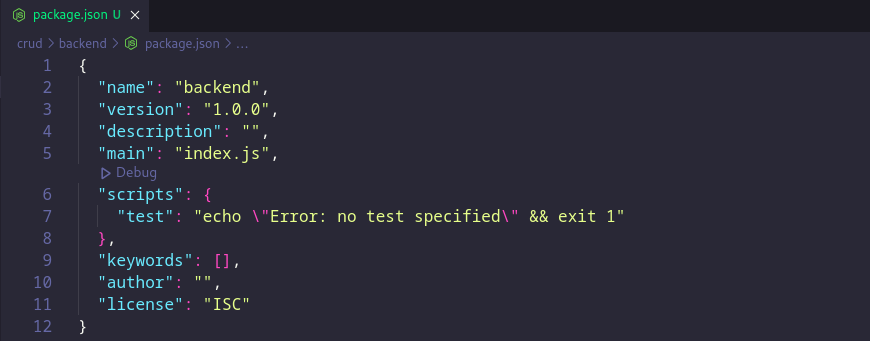 package.json U
crud > backend > package.json > ...
1 {
2 "name": "backend",
3 "version": "1.0.0",
4 "description": "",
5 "main": "index.js",
Debug
6 "scripts": {
7 "test": "echo \"Error: no test specified\" && exit 1"
8 },
9 "keywords": [],
10 "author": "",
11 "license": "ISC"
12 }